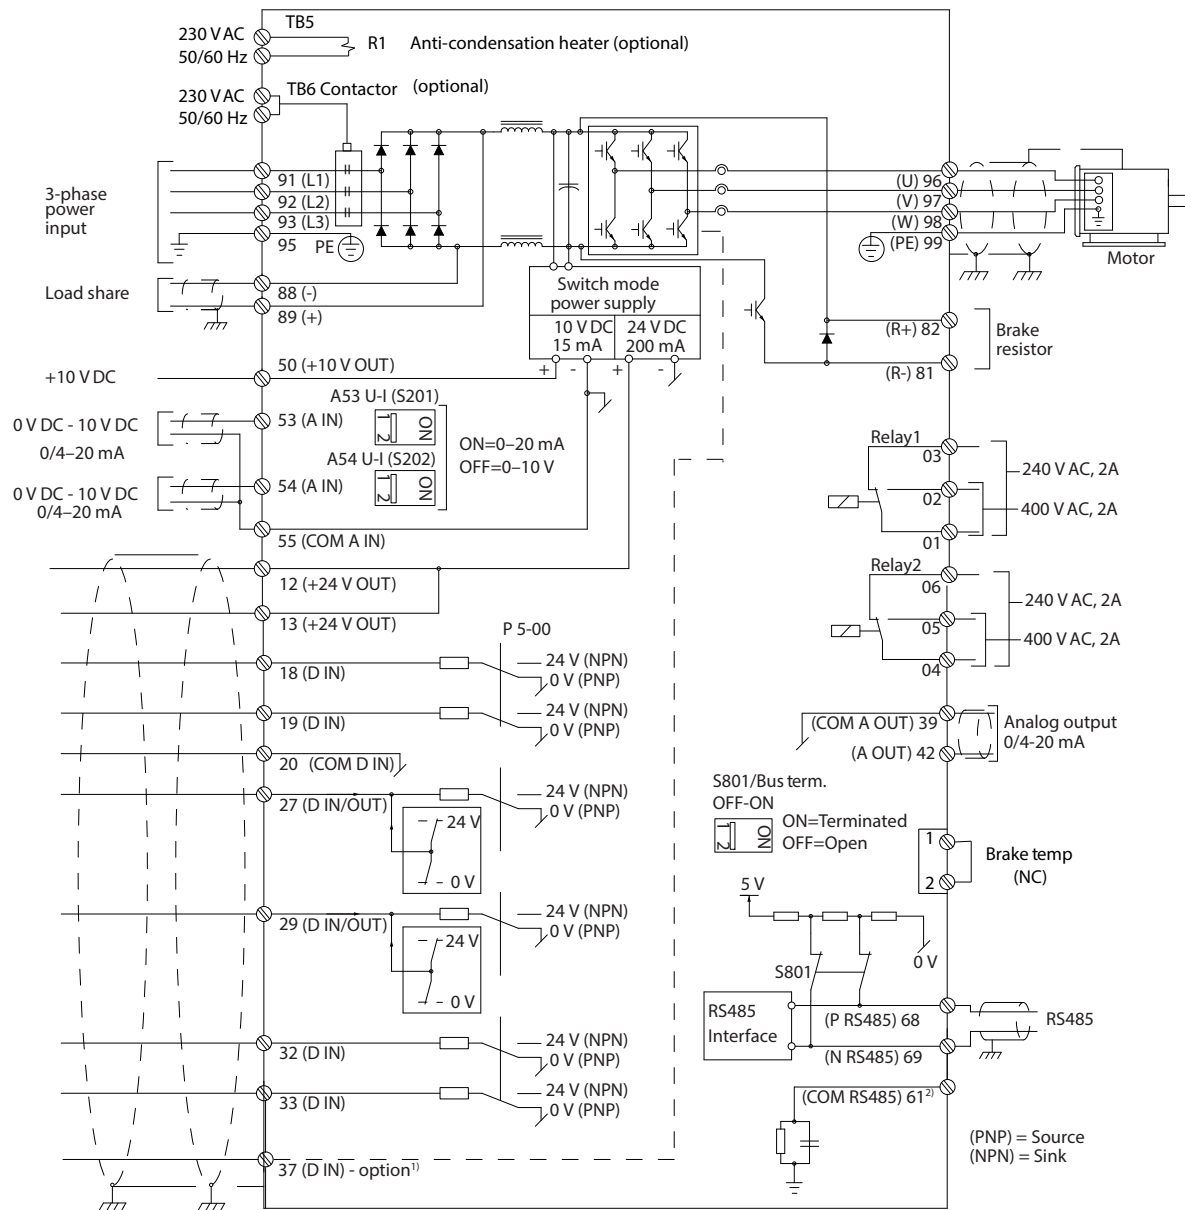 TB5
230 V AC
50/60 Hz
R1
Anti-condensation heater (optional)
TB6 Contactor (optional)
230 V AC
50/60 Hz
3-phase
power
input
91 (L1)
92 (L2)
93 (L3)
95
PE
(U) 96
(V) 97
(W) 98
(PE) 99
Motor
Load share
88 (-)
89 (+)
Switch mode
power supply
10 V DC
15 mA
24 V DC
200 mA
+ - + -
(R+) 82
(R-) 81
Brake
resistor
+10 V DC
50 (+10 V OUT)
A53 U-I (S201)
1 2
ON
0 V DC - 10 V DC
0/4–20 mA
53 (A IN)
ON=0–20 mA
OFF=0–10 V
A54 U-I (S202)
1 2
ON
0 V DC - 10 V DC
0/4–20 mA
54 (A IN)
55 (COM A IN)
Relay1
03
02
01
240 V AC, 2A
400 V AC, 2A
12 (+24 V OUT)
13 (+24 V OUT)
Relay2
06
05
04
240 V AC, 2A
400 V AC, 2A
P 5-00
18 (D IN)
24 V (NPN)
0 V (PNP)
19 (D IN)
24 V (NPN)
0 V (PNP)
20 (COM D IN)
27 (D IN/OUT)
24 V (NPN)
0 V (PNP)
24 V
0 V
29 (D IN/OUT)
24 V (NPN)
0 V (PNP)
24 V
0 V
32 (D IN)
24 V (NPN)
0 V (PNP)
33 (D IN)
24 V (NPN)
0 V (PNP)
37 (D IN) - option1)
(COM A OUT) 39
(A OUT) 42
Analog output
0/4-20 mA
S801/Bus term.
OFF-ON
1 2
ON
ON=Terminated
OFF=Open
1
2
Brake temp
(NC)
5 V
0 V
S801
RS485
Interface
(P RS485) 68
(N RS485) 69
RS485
(COM RS485) 612)
(PNP) = Source
(NPN) = Sink